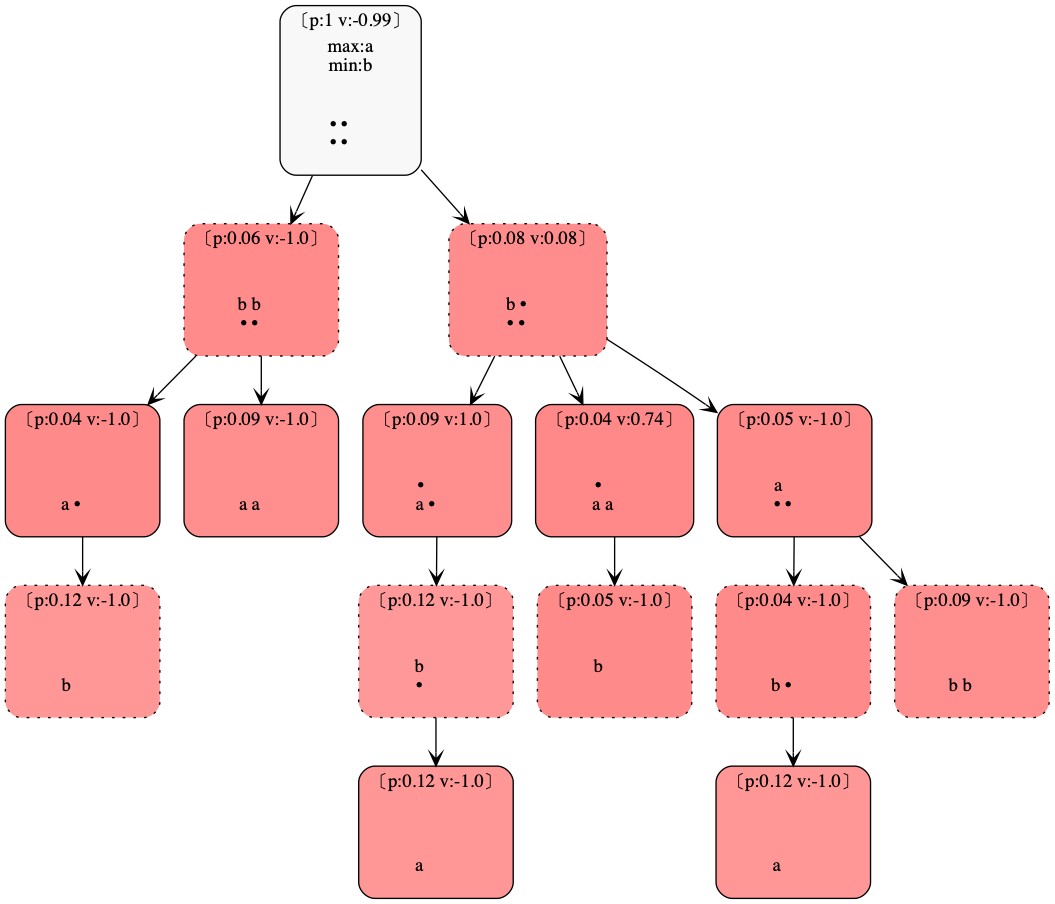 〔p:1 v:-0.99〕
max:a
min:b
• •
• •
〔p:0.06 v:-1.0〕
b b
• •
〔p:0.08 v:0.08〕
b •
• •
〔p:0.04 v:-1.0〕
a •
〔p:0.09 v:-1.0〕
a a
〔p:0.09 v:1.0〕
•
a •
〔p:0.04 v:0.74〕
•
a a
〔p:0.05 v:-1.0〕
a
• •
〔p:0.12 v:-1.0〕
b
〔p:0.12 v:-1.0〕
b
•
〔p:0.05 v:-1.0〕
b
〔p:0.04 v:-1.0〕
b •
〔p:0.09 v:-1.0〕
b b
〔p:0.12 v:-1.0〕
a
〔p:0.12 v:-1.0〕
a